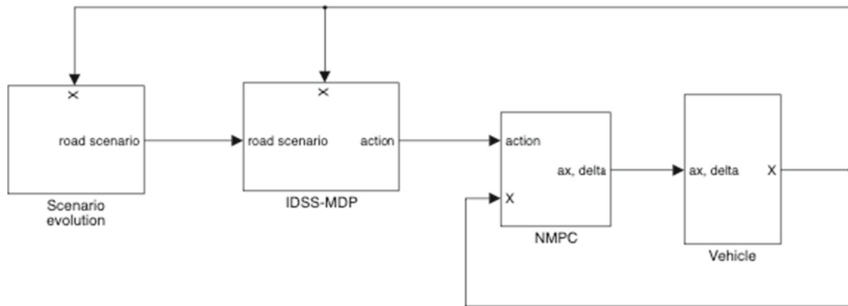 X
road scenario
Scenario
evolution
X
road scenario
action
IDSS-MDP
action
ax, delta
X
NMPC
ax, delta
X
Vehicle